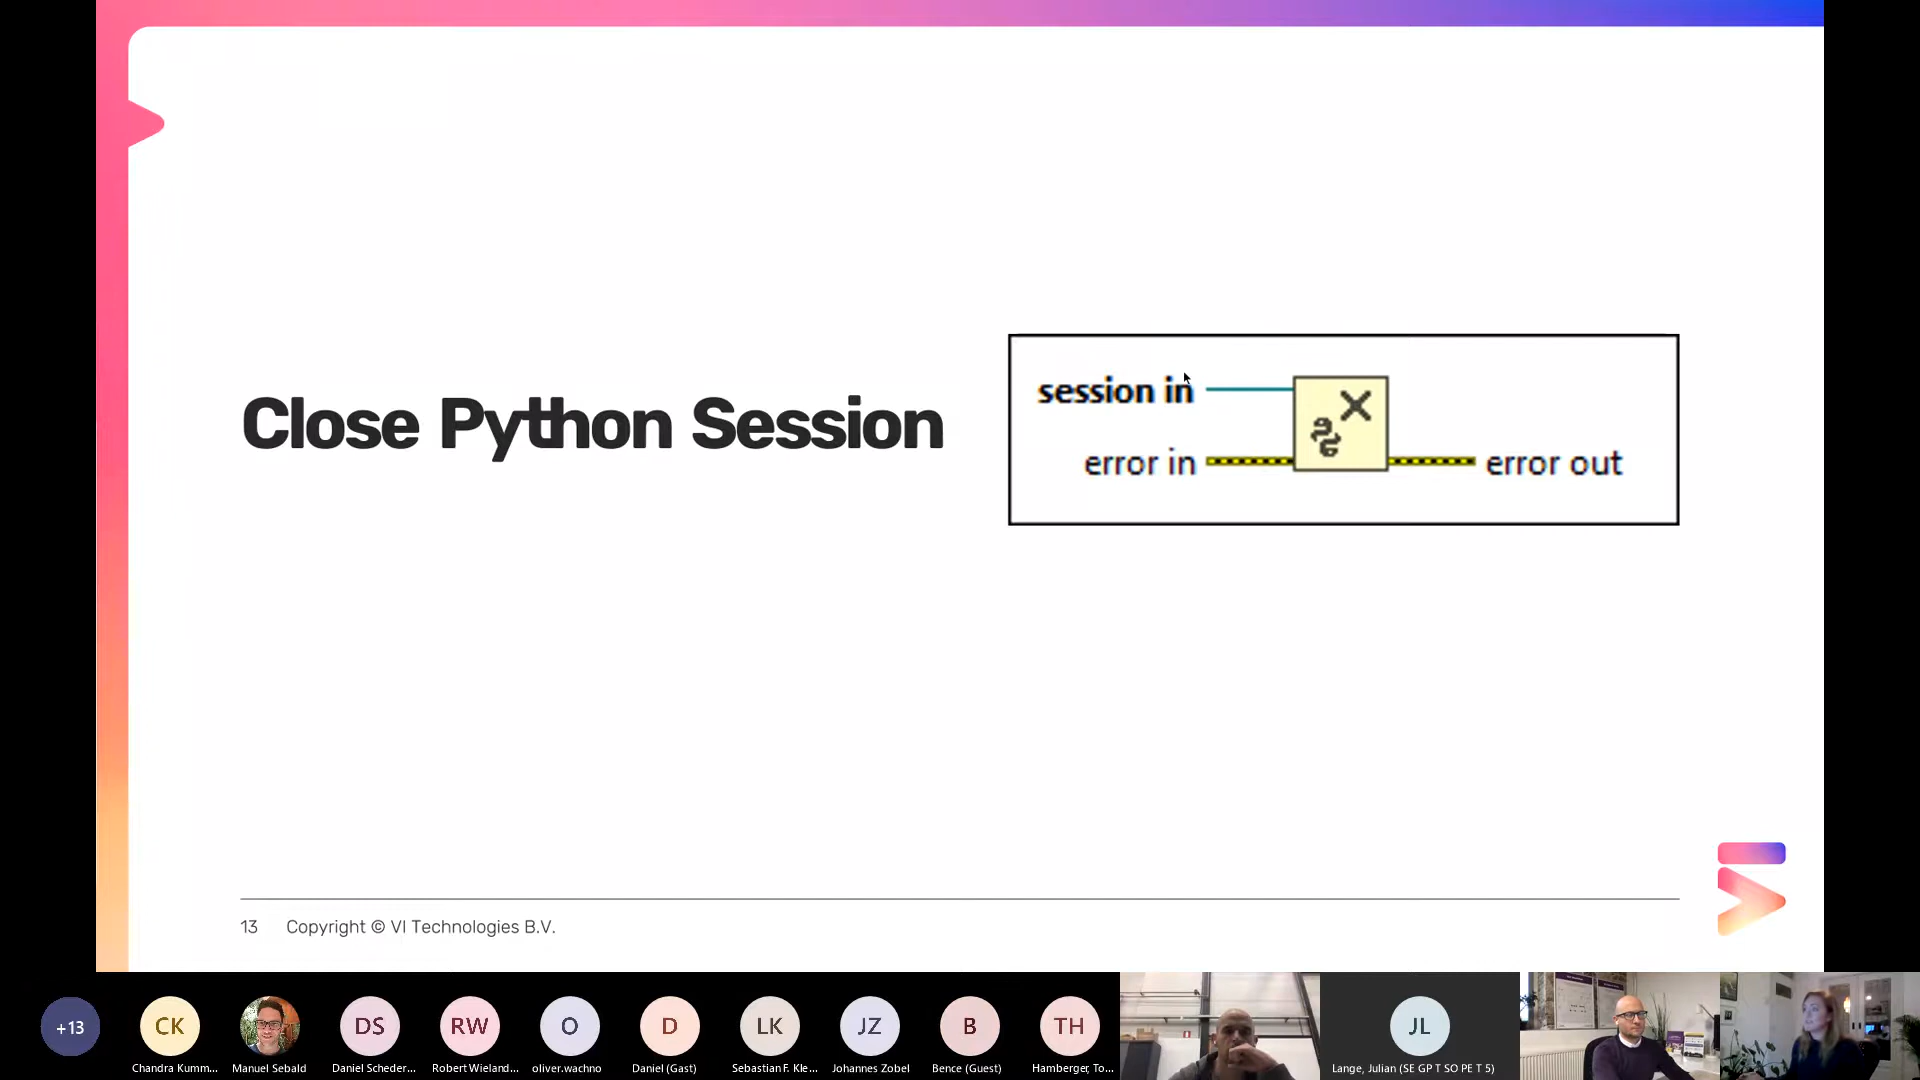 Close Python Session
session in
error in
error out
13 Copyright © VI Technologies B.V.
+13
CK
DS
RW
O
D
LK
JZ
B
TH
JL
Chandra Kumm...
Manuel Sebald
Daniel Scheder...
Robert Wieland...
oliver.wachno
Daniel (Gast)
Sebastian F. Kle...
Johannes Zobel
Bence (Guest)
Hamberger, To...
Lange, Julian (SE GP T SO PE T 5)